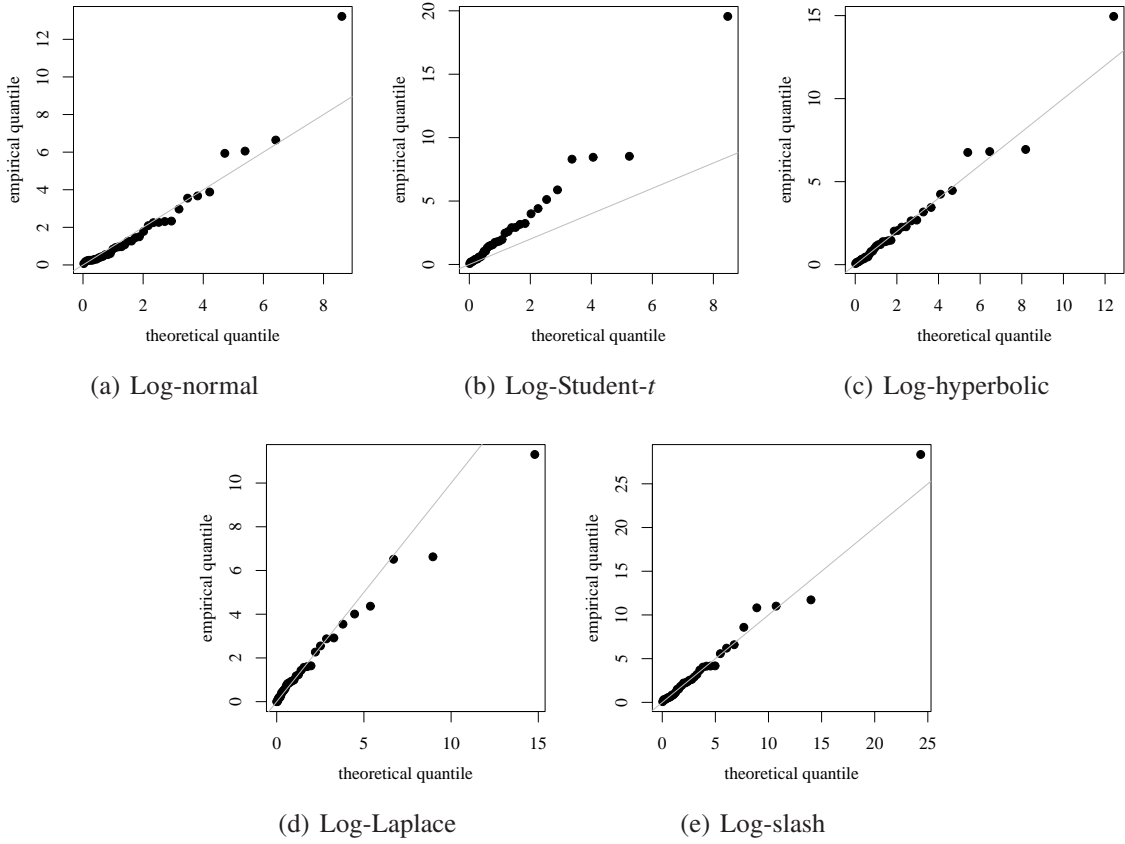 empirical quantile
12
10
8
6
4
2
0
0 2 4 6 8
theoretical quantile
(a) Log-normal
empirical quantile
20
15
10
5
0
0 2 4 6 8
theoretical quantile
(b) Log-Student-t
empirical quantile
15
10
5
0
0 2 4 6 8 10 12
theoretical quantile
(c) Log-hyperbolic
empirical quantile
10
8
6
4
2
0
0 5 10 15
theoretical quantile
(d) Log-Laplace
empirical quantile
25
20
15
10
5
0
0 5 10 15 20 25
theoretical quantile
(e) Log-slash